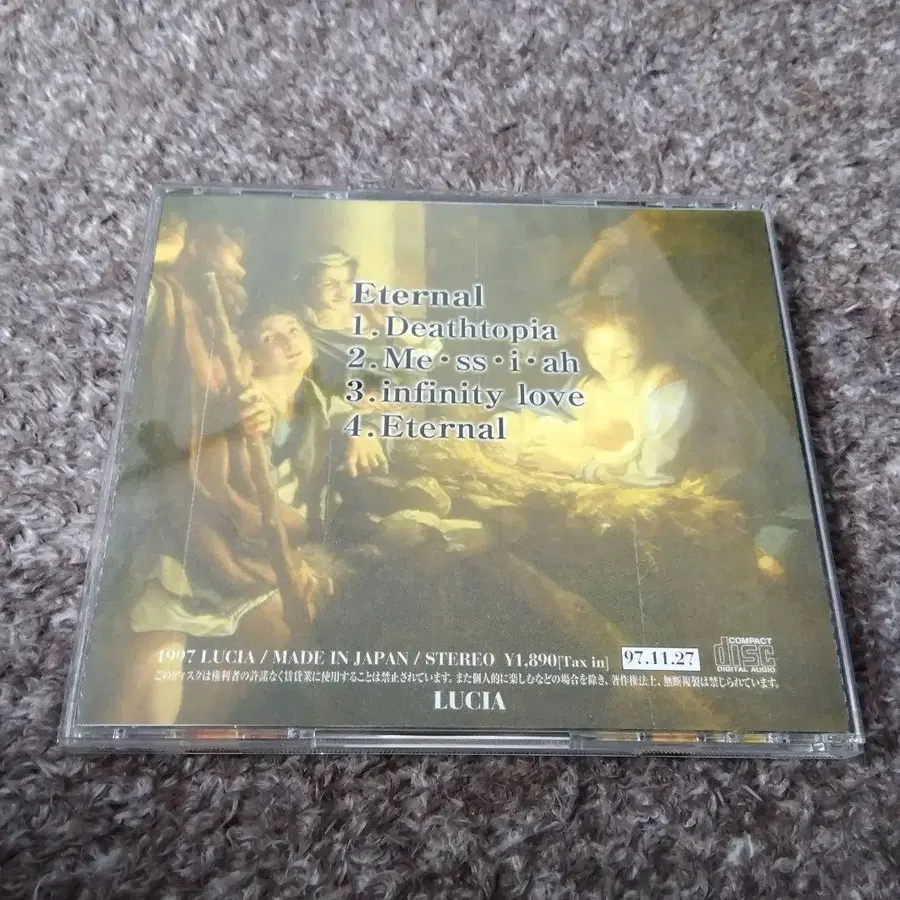 Eternal
1.Deathtopia
2.Me・ss・i・ah
3.infinity love
4.Eternal
1997 LUCIA / MADE IN JAPAN / STEREO ¥1,890[Tax in] 97.11.27
COMPACT disc DIGITAL AUDIO
このディスクは権利者の許諾なく賃貸業に使用することは禁止されています。また個人的に楽しむなどの場合を除き、著作権法上、無断複製は禁じられています。
LUCIA